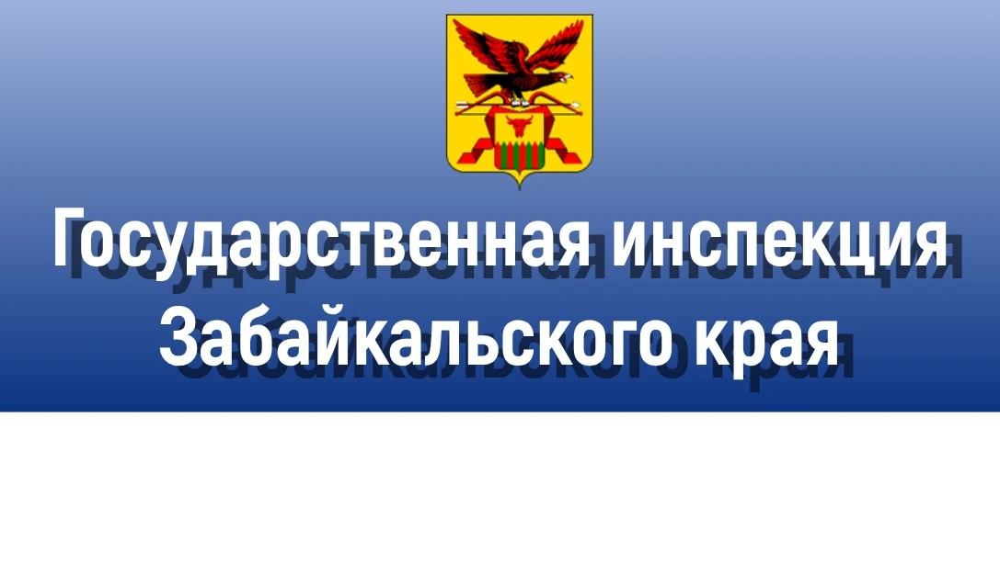 Государственная инспекция
Забайкальского края